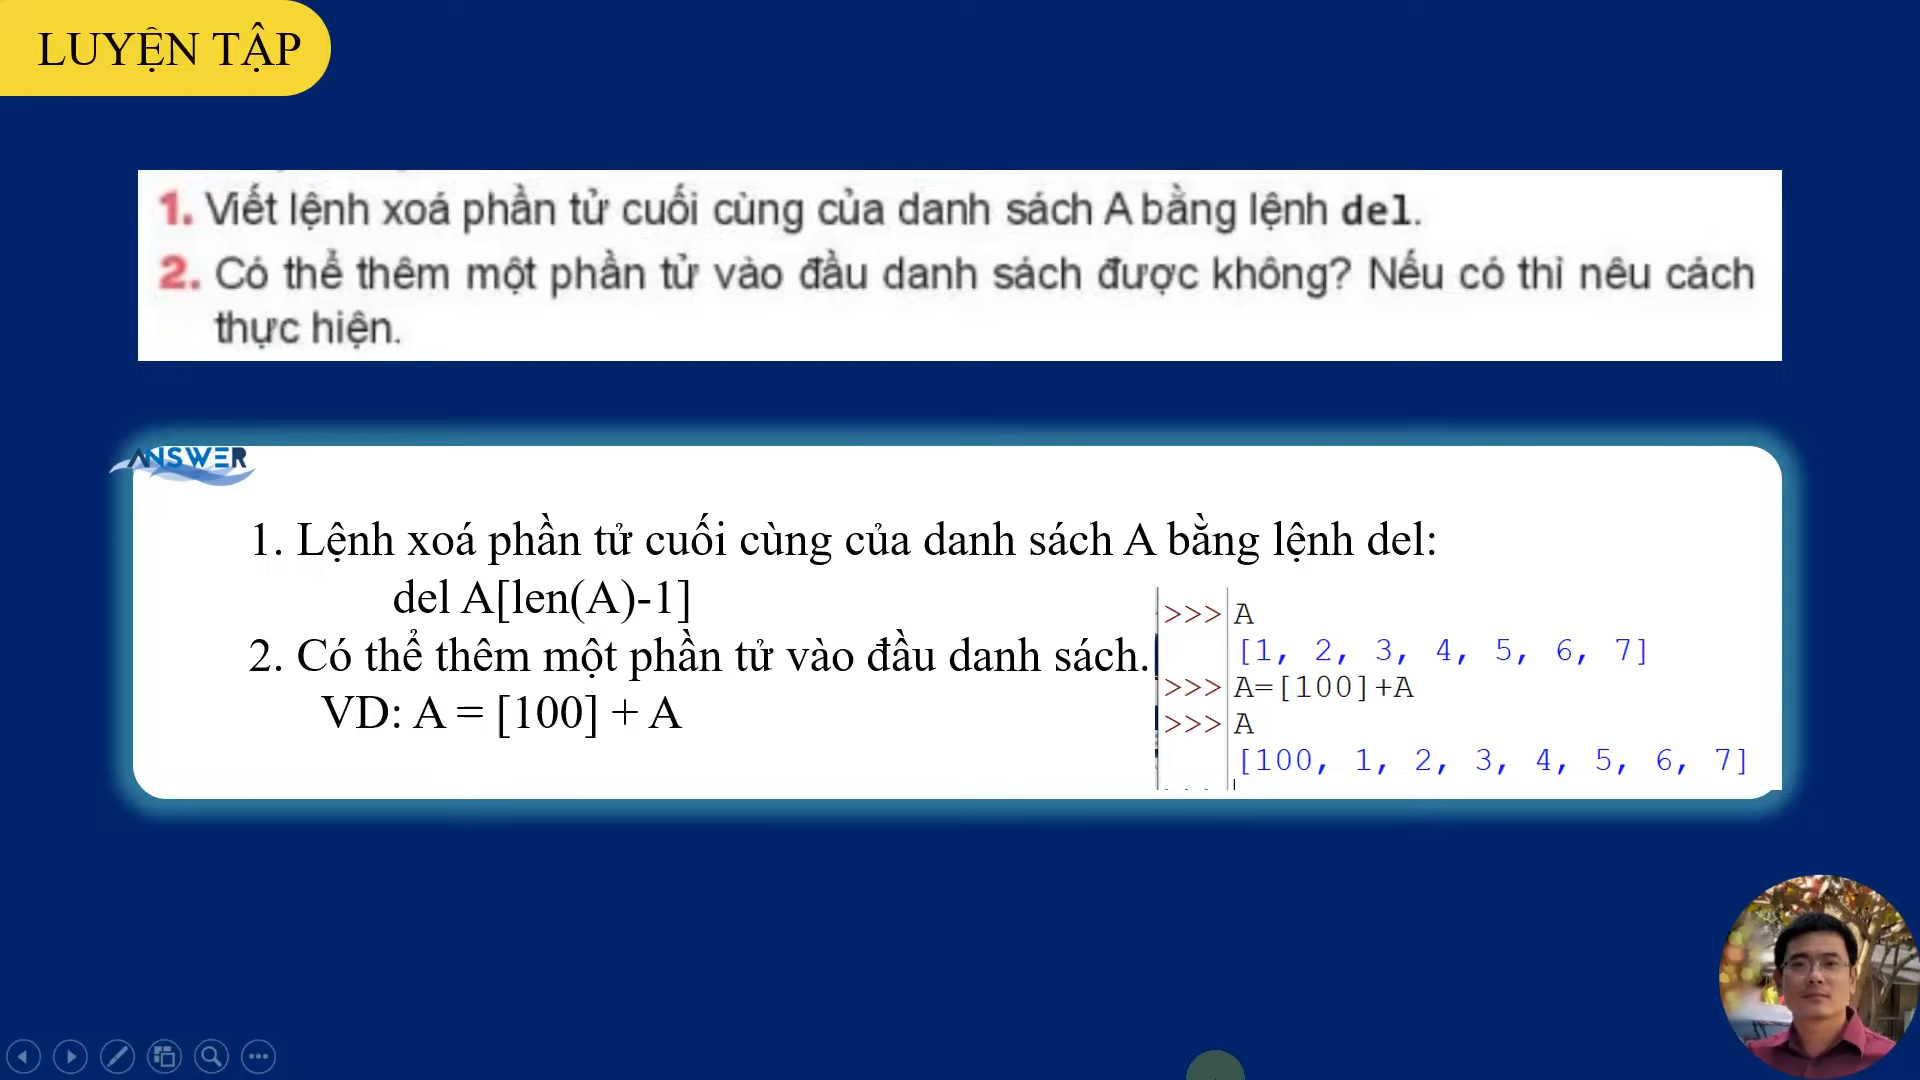 LUYỆN TẬP
1. Viết lệnh xoá phần tử cuối cùng của danh sách A bằng lệnh del.
2. Có thể thêm một phần tử vào đầu danh sách được không? Nếu có thì nêu cách
thực hiện.
ANSWER
1. Lệnh xoá phần tử cuối cùng của danh sách A bằng lệnh del:
del A[len(A)-1]
2. Có thể thêm một phần tử vào đầu danh sách.
VD: A = [100] + A
>>> A
[1, 2, 3, 4, 5, 6, 7]
>>> A=[100]+A
>>> A
[100, 1, 2, 3, 4, 5, 6, 7]